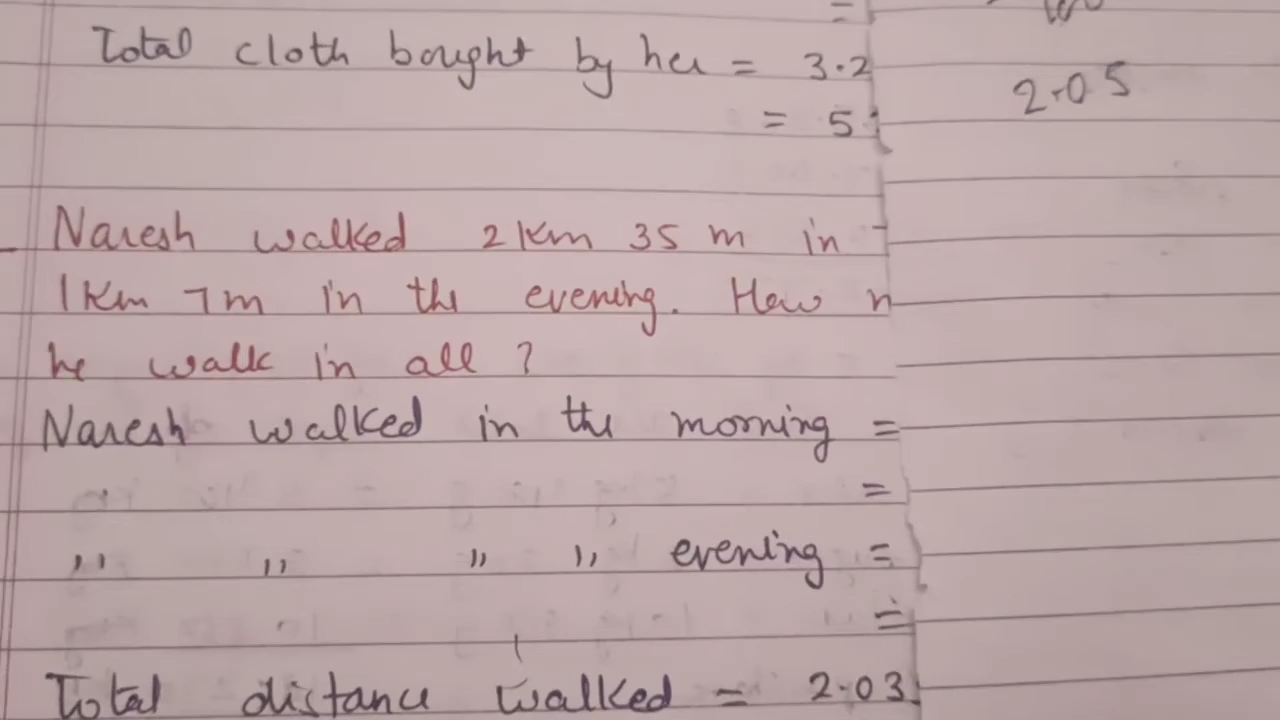 Total cloth bought by her = 3.2
= 5.
2.05
Naresh walked 2 Km 35 m in
1 Km 7 m in the evening. How
he walk in all ?
Naresh walked in the morning =
=
,, ,, ,, ,, evening =
=
Total distance walked = 2.03